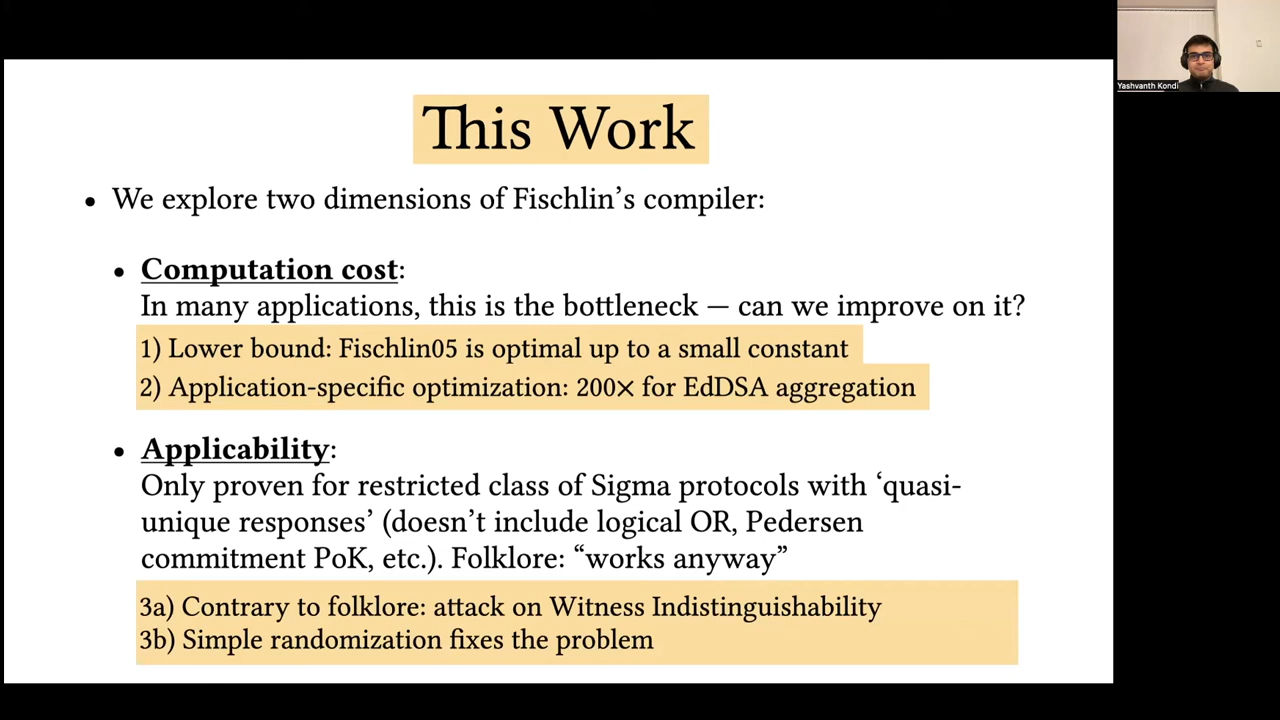 This Work
• We explore two dimensions of Fischlin’s compiler:
• Computation cost:
In many applications, this is the bottleneck — can we improve on it?
1) Lower bound: Fischlin05 is optimal up to a small constant
2) Application-specific optimization: 200× for EdDSA aggregation
• Applicability:
Only proven for restricted class of Sigma protocols with ‘quasi-
unique responses’ (doesn’t include logical OR, Pedersen
commitment PoK, etc.). Folklore: “works anyway”
3a) Contrary to folklore: attack on Witness Indistinguishability
3b) Simple randomization fixes the problem
Yashvanth Kondi